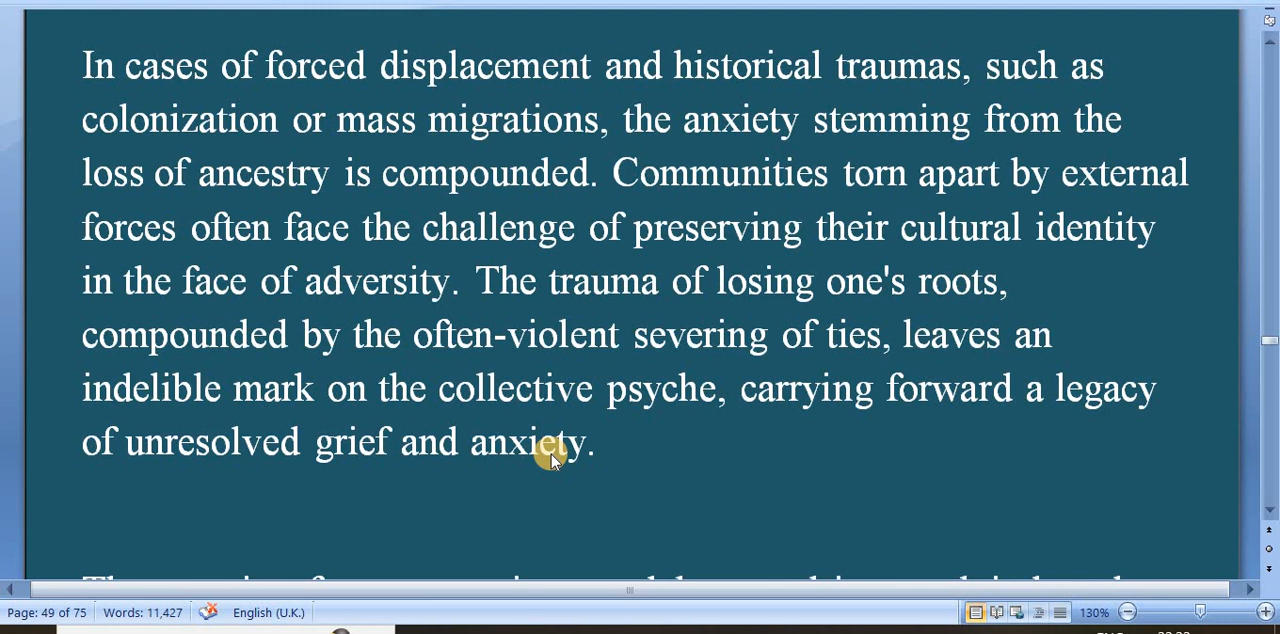 In cases of forced displacement and historical traumas, such as
colonization or mass migrations, the anxiety stemming from the
loss of ancestry is compounded. Communities torn apart by external
forces often face the challenge of preserving their cultural identity
in the face of adversity. The trauma of losing one's roots,
compounded by the often-violent severing of ties, leaves an
indelible mark on the collective psyche, carrying forward a legacy
of unresolved grief and anxiety.
Page: 49 of 75 Words: 11,427 English (U.K.) 130%